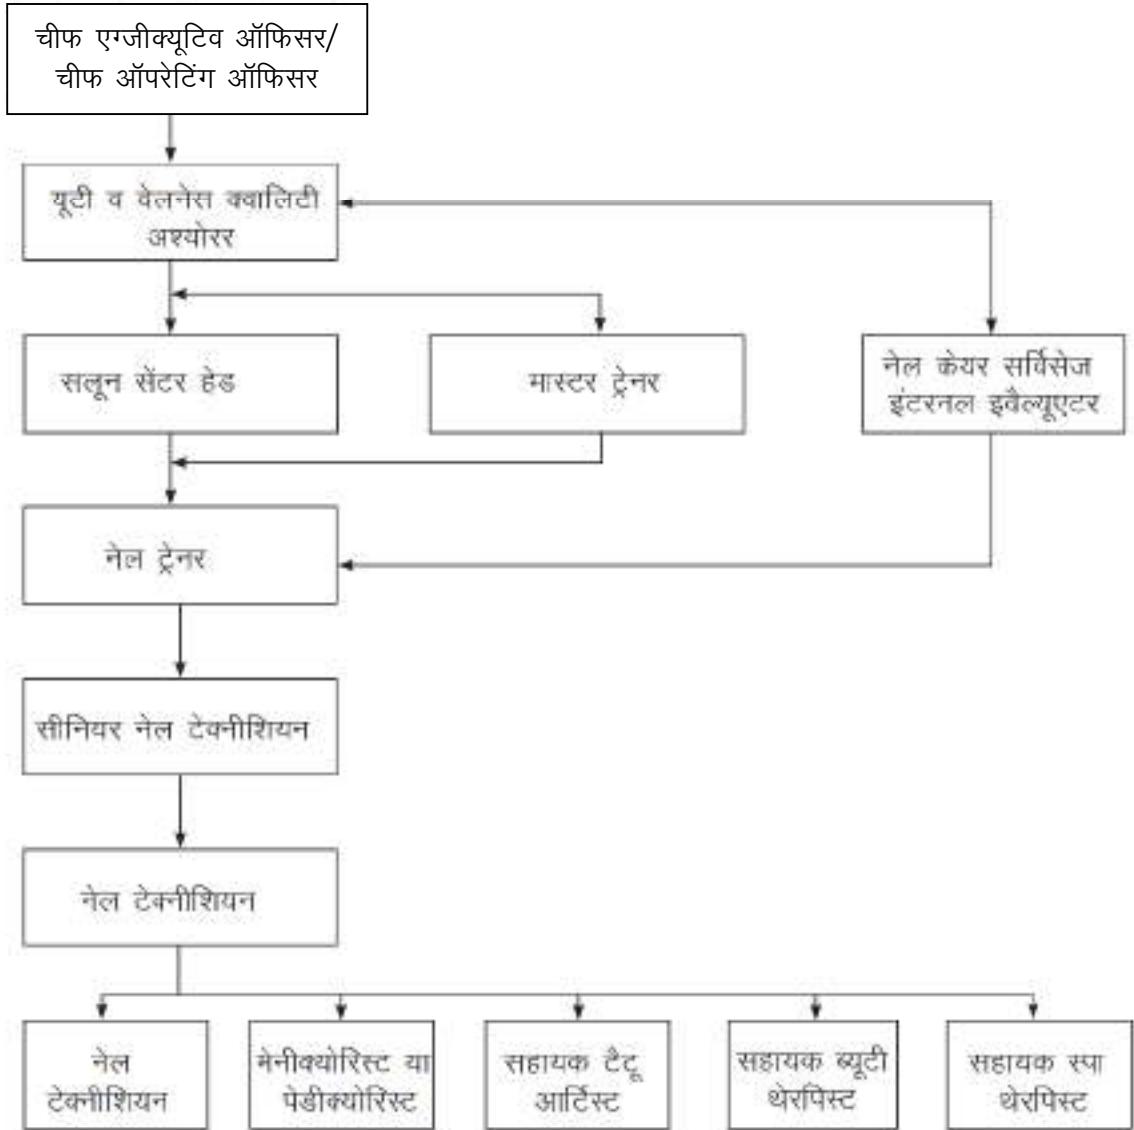 चीफ एग्जीक्यूटिव ऑफिसर/
चीफ ऑपरेटिंग ऑफिसर
यूटी व वेलनेस क्वालिटी
अश्योरर
सलून सेंटर हेड
मास्टर ट्रेनर
नेल केयर सर्विसेज
इंटरनल इवैल्यूएटर
नेल ट्रेनर
सीनियर नेल टेक्नीशियन
नेल टेक्नीशियन
नेल
टेक्नीशियन
मेनीक्योरिस्ट या
पेडीक्योरिस्ट
सहायक टैटू
आर्टिस्ट
सहायक ब्यूटी
थेरपिस्ट
सहायक स्पा
थेरपिस्ट